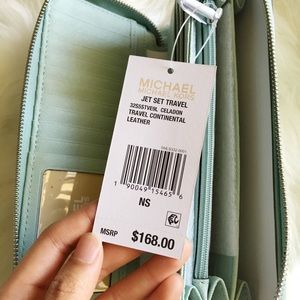 MICHAEL
MICHAEL KORS
JET SET TRAVEL
32S5STVE9L CELADON
TRAVEL CONTINENTAL
LEATHER
1 90049 15465 6
NS
MSRP $168.00